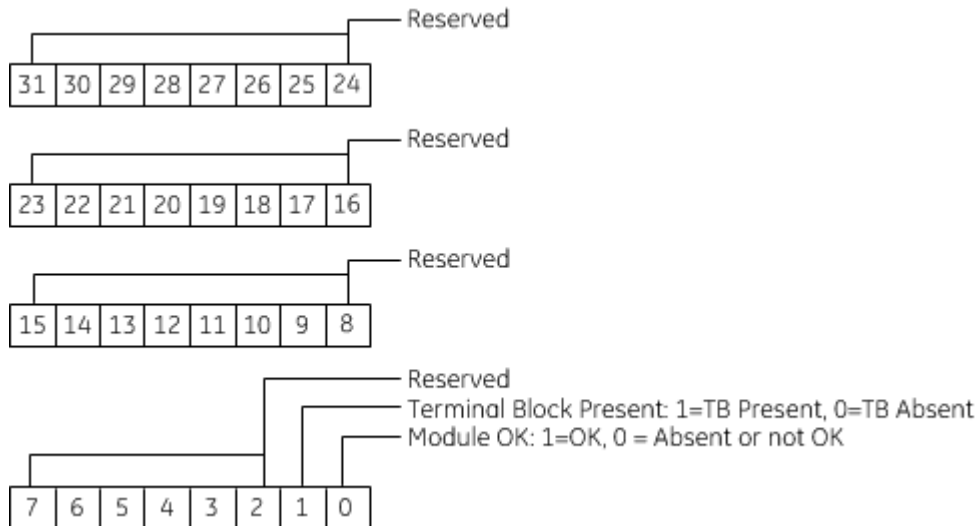 Reserved
31 30 29 28 27 26 25 24
Reserved
23 22 21 20 19 18 17 16
Reserved
15 14 13 12 11 10 9 8
Reserved
Terminal Block Present: 1=TB Present, 0=TB Absent
Module OK: 1=OK, 0 = Absent or not OK
7 6 5 4 3 2 1 0